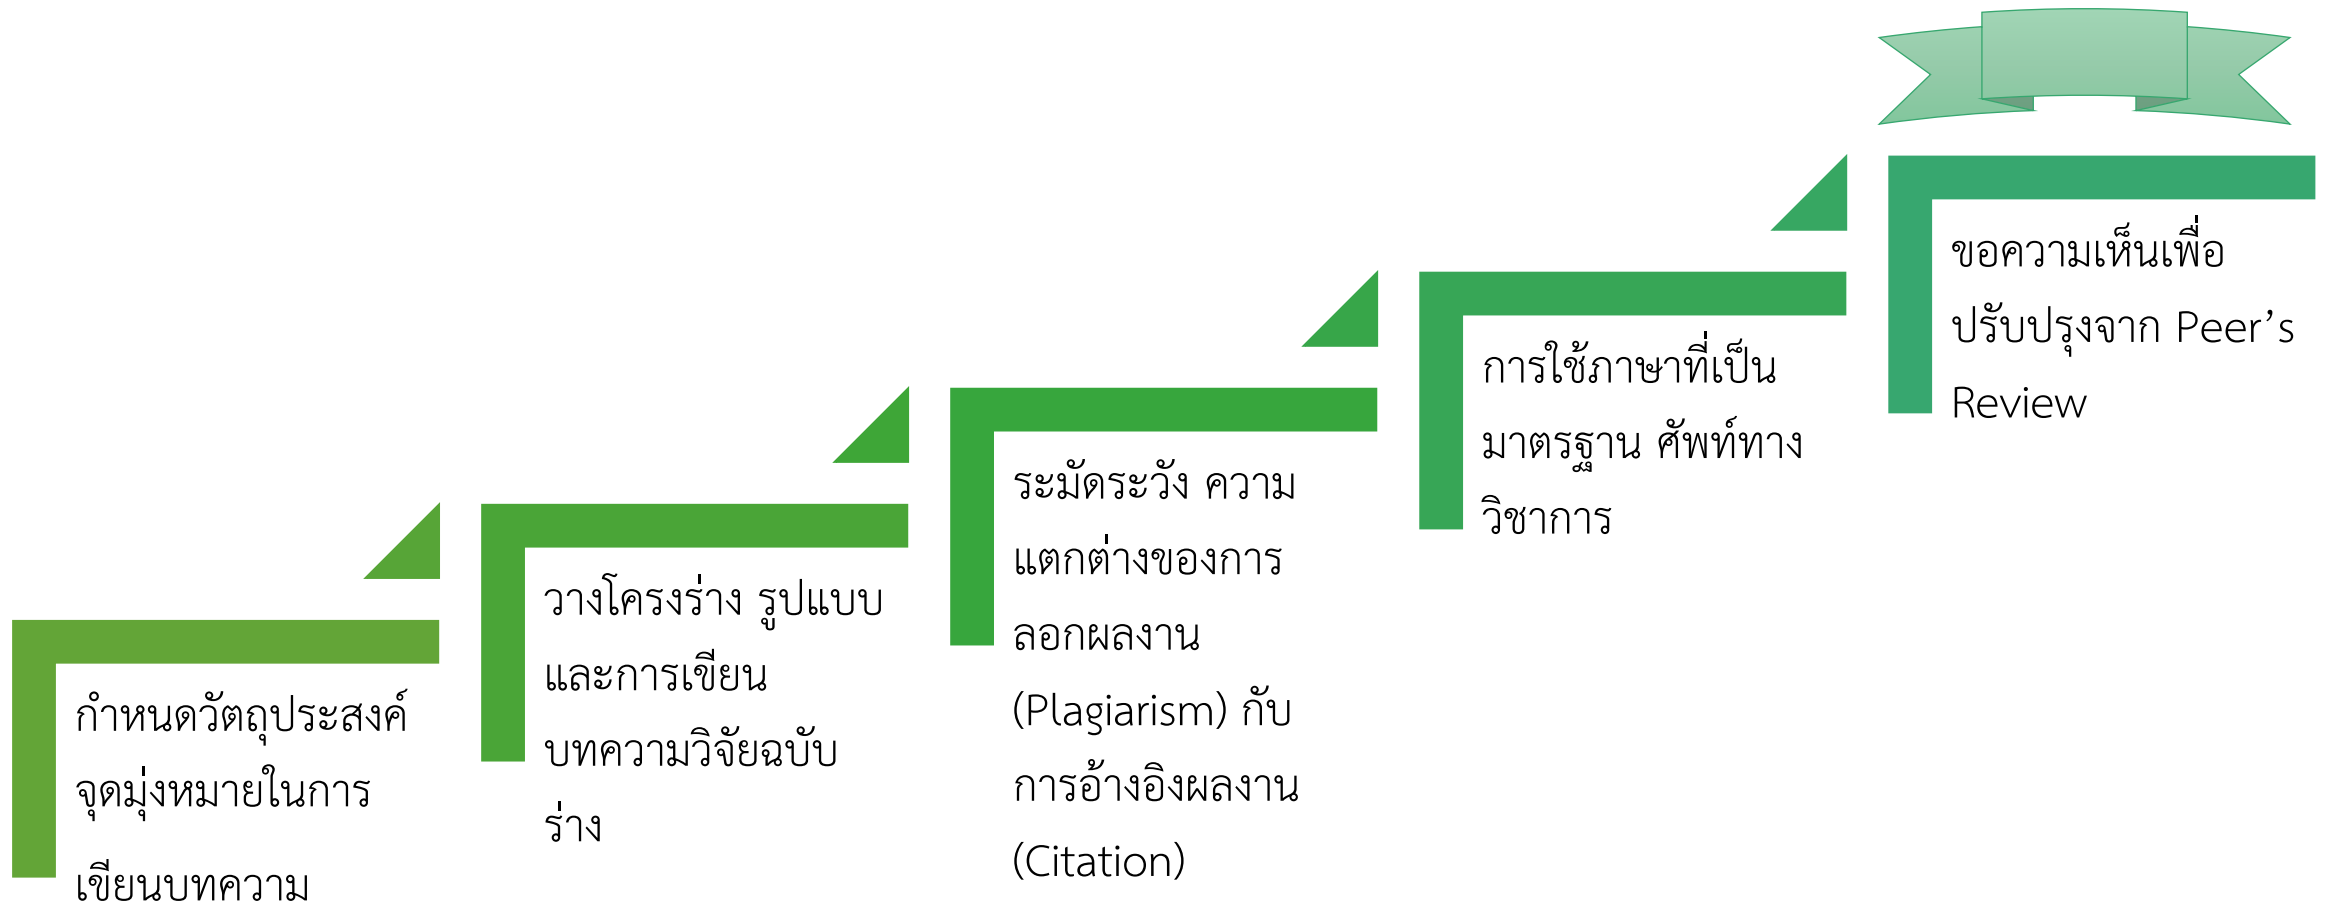 กำหนดวัตถุประสงค์
จุดมุ่งหมายในการ
เขียนบทความ
วางโครงร่าง รูปแบบ
และการเขียน
บทความวิจัยฉบับ
ร่าง
ระมัดระวัง ความ
แตกต่างของการ
ลอกผลงาน
(Plagiarism) กับ
การอ้างอิงผลงาน
(Citation)
การใช้ภาษาที่เป็น
มาตรฐาน ศัพท์ทาง
วิชาการ
ขอความเห็นเพื่อ
ปรับปรุงจาก Peer’s
Review